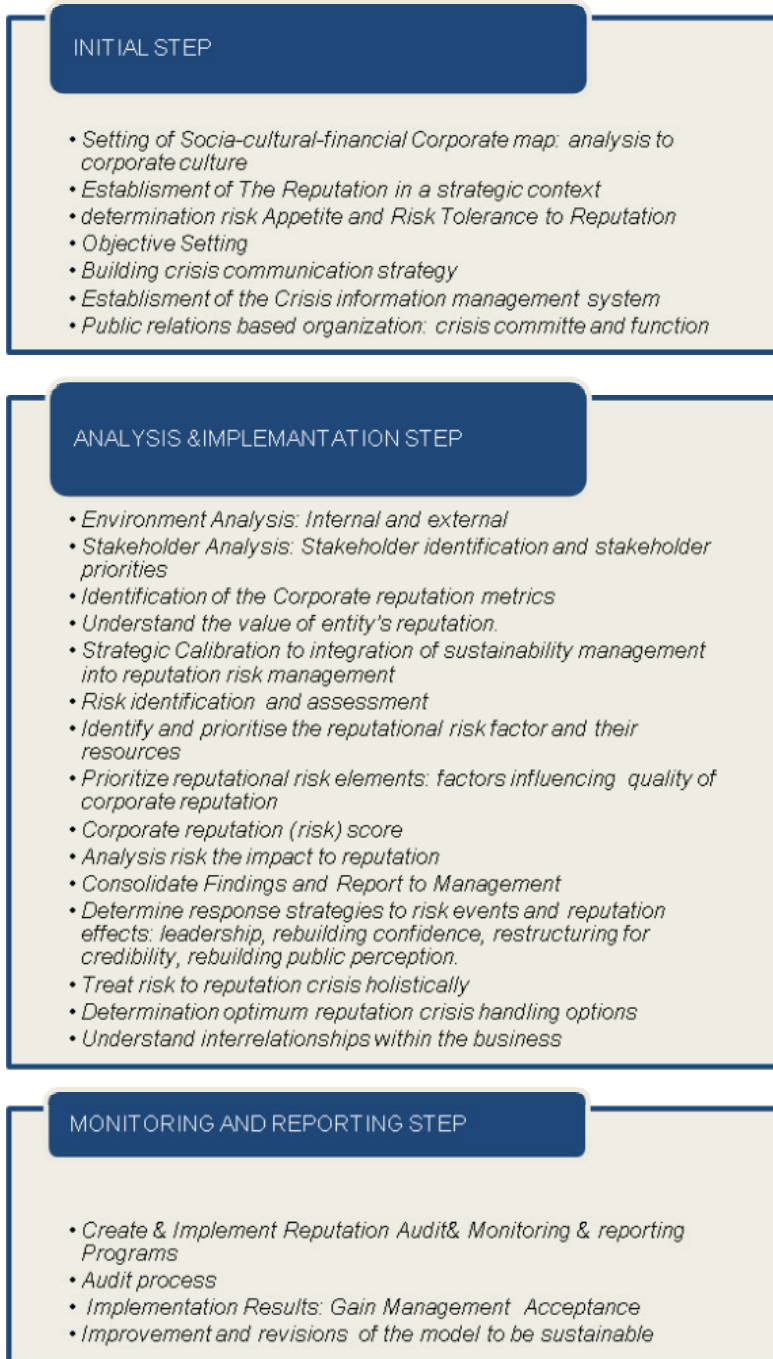 INITIAL STEP
• Setting of Socia-cultural-financial Corporate map: analysis to
corporate culture
• Establisment of The Reputation in a strategic context
• determination risk Appetite and Risk Tolerance to Reputation
• Objective Setting
• Building crisis communication strategy
• Establisment of the Crisis information management system
• Public relations based organization: crisis committe and function
ANALYSIS &IMPLEMANTATION STEP
• Environment Analysis: Internal and external
• Stakeholder Analysis: Stakeholder identification and stakeholder
priorities
• Identification of the Corporate reputation metrics
• Understand the value of entity's reputation.
• Strategic Calibration to integration of sustainability management
into reputation risk management
• Risk identification and assessment
• Identify and prioritise the reputational risk factor and their
resources
• Prioritize reputational risk elements: factors influencing quality of
corporate reputation
• Corporate reputation (risk) score
• Analysis risk the impact to reputation
• Consolidate Findings and Report to Management
• Determine response strategies to risk events and reputation
effects: leadership, rebuilding confidence, restructuring for
credibility, rebuilding public perception.
• Treat risk to reputation crisis holistically
• Determination optimum reputation crisis handling options
• Understand interrelationships within the business
MONITORING AND REPORTING STEP
• Create & Implement Reputation Audit& Monitoring & reporting
Programs
• Audit process
• Implementation Results: Gain Management Acceptance
• Improvement and revisions of the model to be sustainable